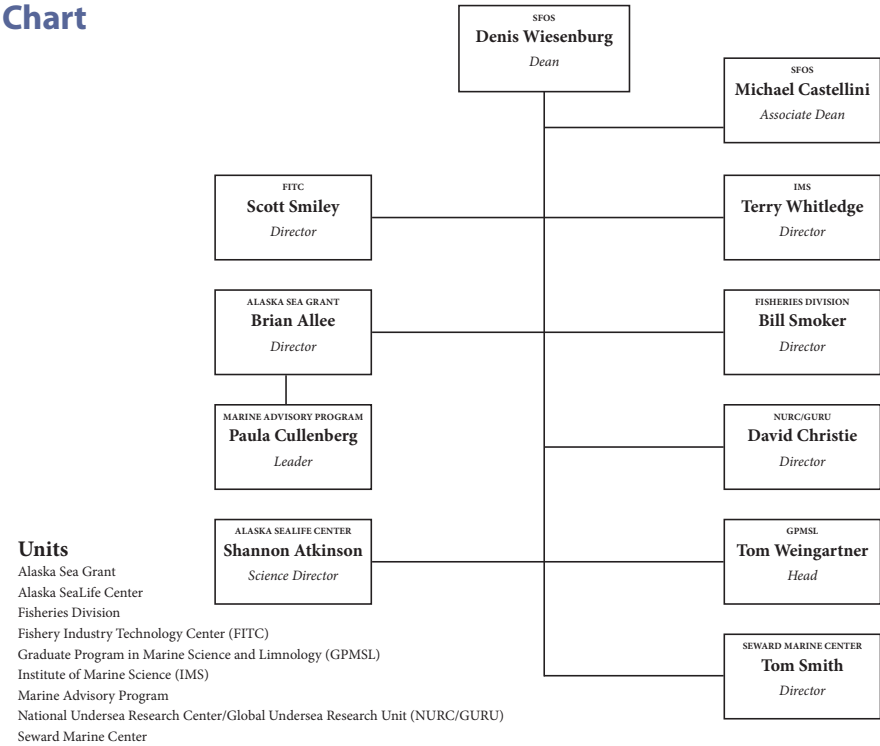 Chart
SFOS
Denis Wiesenburg
Dean
SFOS
Michael Castellini
Associate Dean
FITC
Scott Smiley
Director
IMS
Terry Whitledge
Director
ALASKA SEA GRANT
Brian Allee
Director
FISHERIES DIVISION
Bill Smoker
Director
MARINE ADVISORY PROGRAM
Paula Cullenberg
Leader
NURC/GURU
David Christie
Director
ALASKA SEALIFE CENTER
Shannon Atkinson
Science Director
GPMSL
Tom Weingartner
Head
SEWARD MARINE CENTER
Tom Smith
Director
Units
Alaska Sea Grant
Alaska SeaLife Center
Fisheries Division
Fishery Industry Technology Center (FITC)
Graduate Program in Marine Science and Limnology (GPMSL)
Institute of Marine Science (IMS)
Marine Advisory Program
National Undersea Research Center/Global Undersea Research Unit (NURC/GURU)
Seward Marine Center